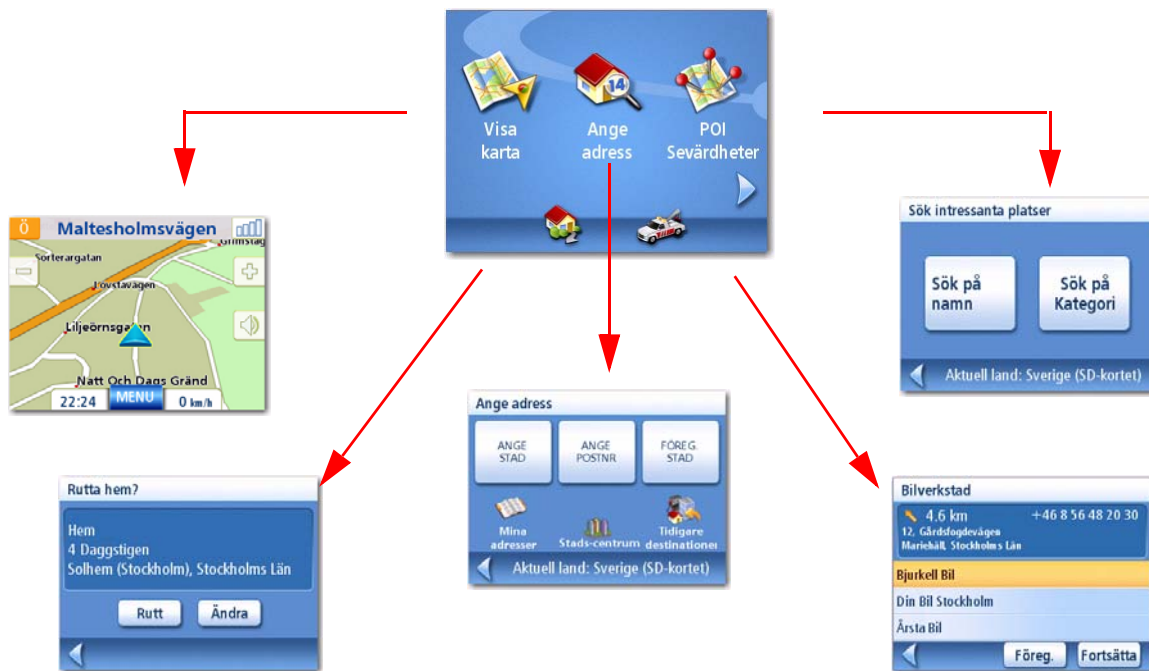 14
Visa
karta
Ange
adress
POI
Sevärdheter
Ö
Maltesholmsvägen
Grimstag
Sorterargatan
Lövstavägen
Liljeörnsgatan
Natt Och Dags Gränd
22:24
MENU
0 km/h
Sök intressanta platser
Sök på
namn
Sök på
Kategori
Aktuell land: Sverige (SD-kortet)
Ange adress
ANGE
STAD
ANGE
POSTNR
FÖREG.
STAD
Mina
adresser
Stads-centrum
Tidigare
destinationer
Aktuell land: Sverige (SD-kortet)
Rutta hem?
Hem
4 Daggstigen
Solhem (Stockholm), Stockholms Län
Rutt
Ändra
Bilverkstad
4.6 km
+46 8 56 48 20 30
12, Gårdsfogdevägen
Mariehäll, Stockholms Län
Bjurkell Bil
Din Bil Stockholm
Årsta Bil
Föreg.
Fortsätta